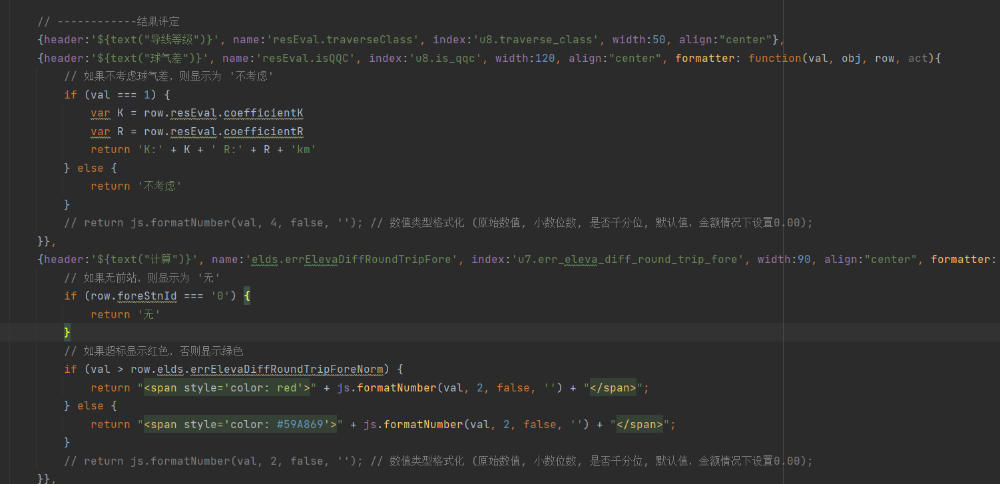 // ------------结果评定
{header:'${text("导线等级")}', name:'resEval.traverseClass', index:'u8.traverse_class', width:50, align:"center"},
{header:'${text("球气差")}', name:'resEval.isQQC', index:'u8.is_qqc', width:120, align:"center", formatter: function(val, obj, row, act){
// 如果不考虑球气差，则显示为 '不考虑'
if (val === 1) {
var K = row.resEval.coefficientK
var R = row.resEval.coefficientR
return 'K:' + K + ' R:' + R + 'km'
} else {
return '不考虑'
}
// return js.formatNumber(val, 4, false, ''); // 数值类型格式化 (原始数值, 小数位数, 是否千分位, 默认值，金额情况下设置0.00);
}},
{header:'${text("计算")}', name:'elds.errElevaDiffRoundTripFore', index:'u7.err_eleva_diff_round_trip_fore', width:90, align:"center", formatter:
// 如果无前站，则显示为 '无'
if (row.foreStnId === '0') {
return '无'
}
// 如果超标显示红色，否则显示绿色
if (val > row.elds.errElevaDiffRoundTripForeNorm) {
return "<span style='color: red'>" + js.formatNumber(val, 2, false, '') + "</span>";
} else {
return "<span style='color: #59A869'>" + js.formatNumber(val, 2, false, '') + "</span>";
}
// return js.formatNumber(val, 2, false, ''); // 数值类型格式化 (原始数值, 小数位数, 是否千分位, 默认值，金额情况下设置0.00);
}},